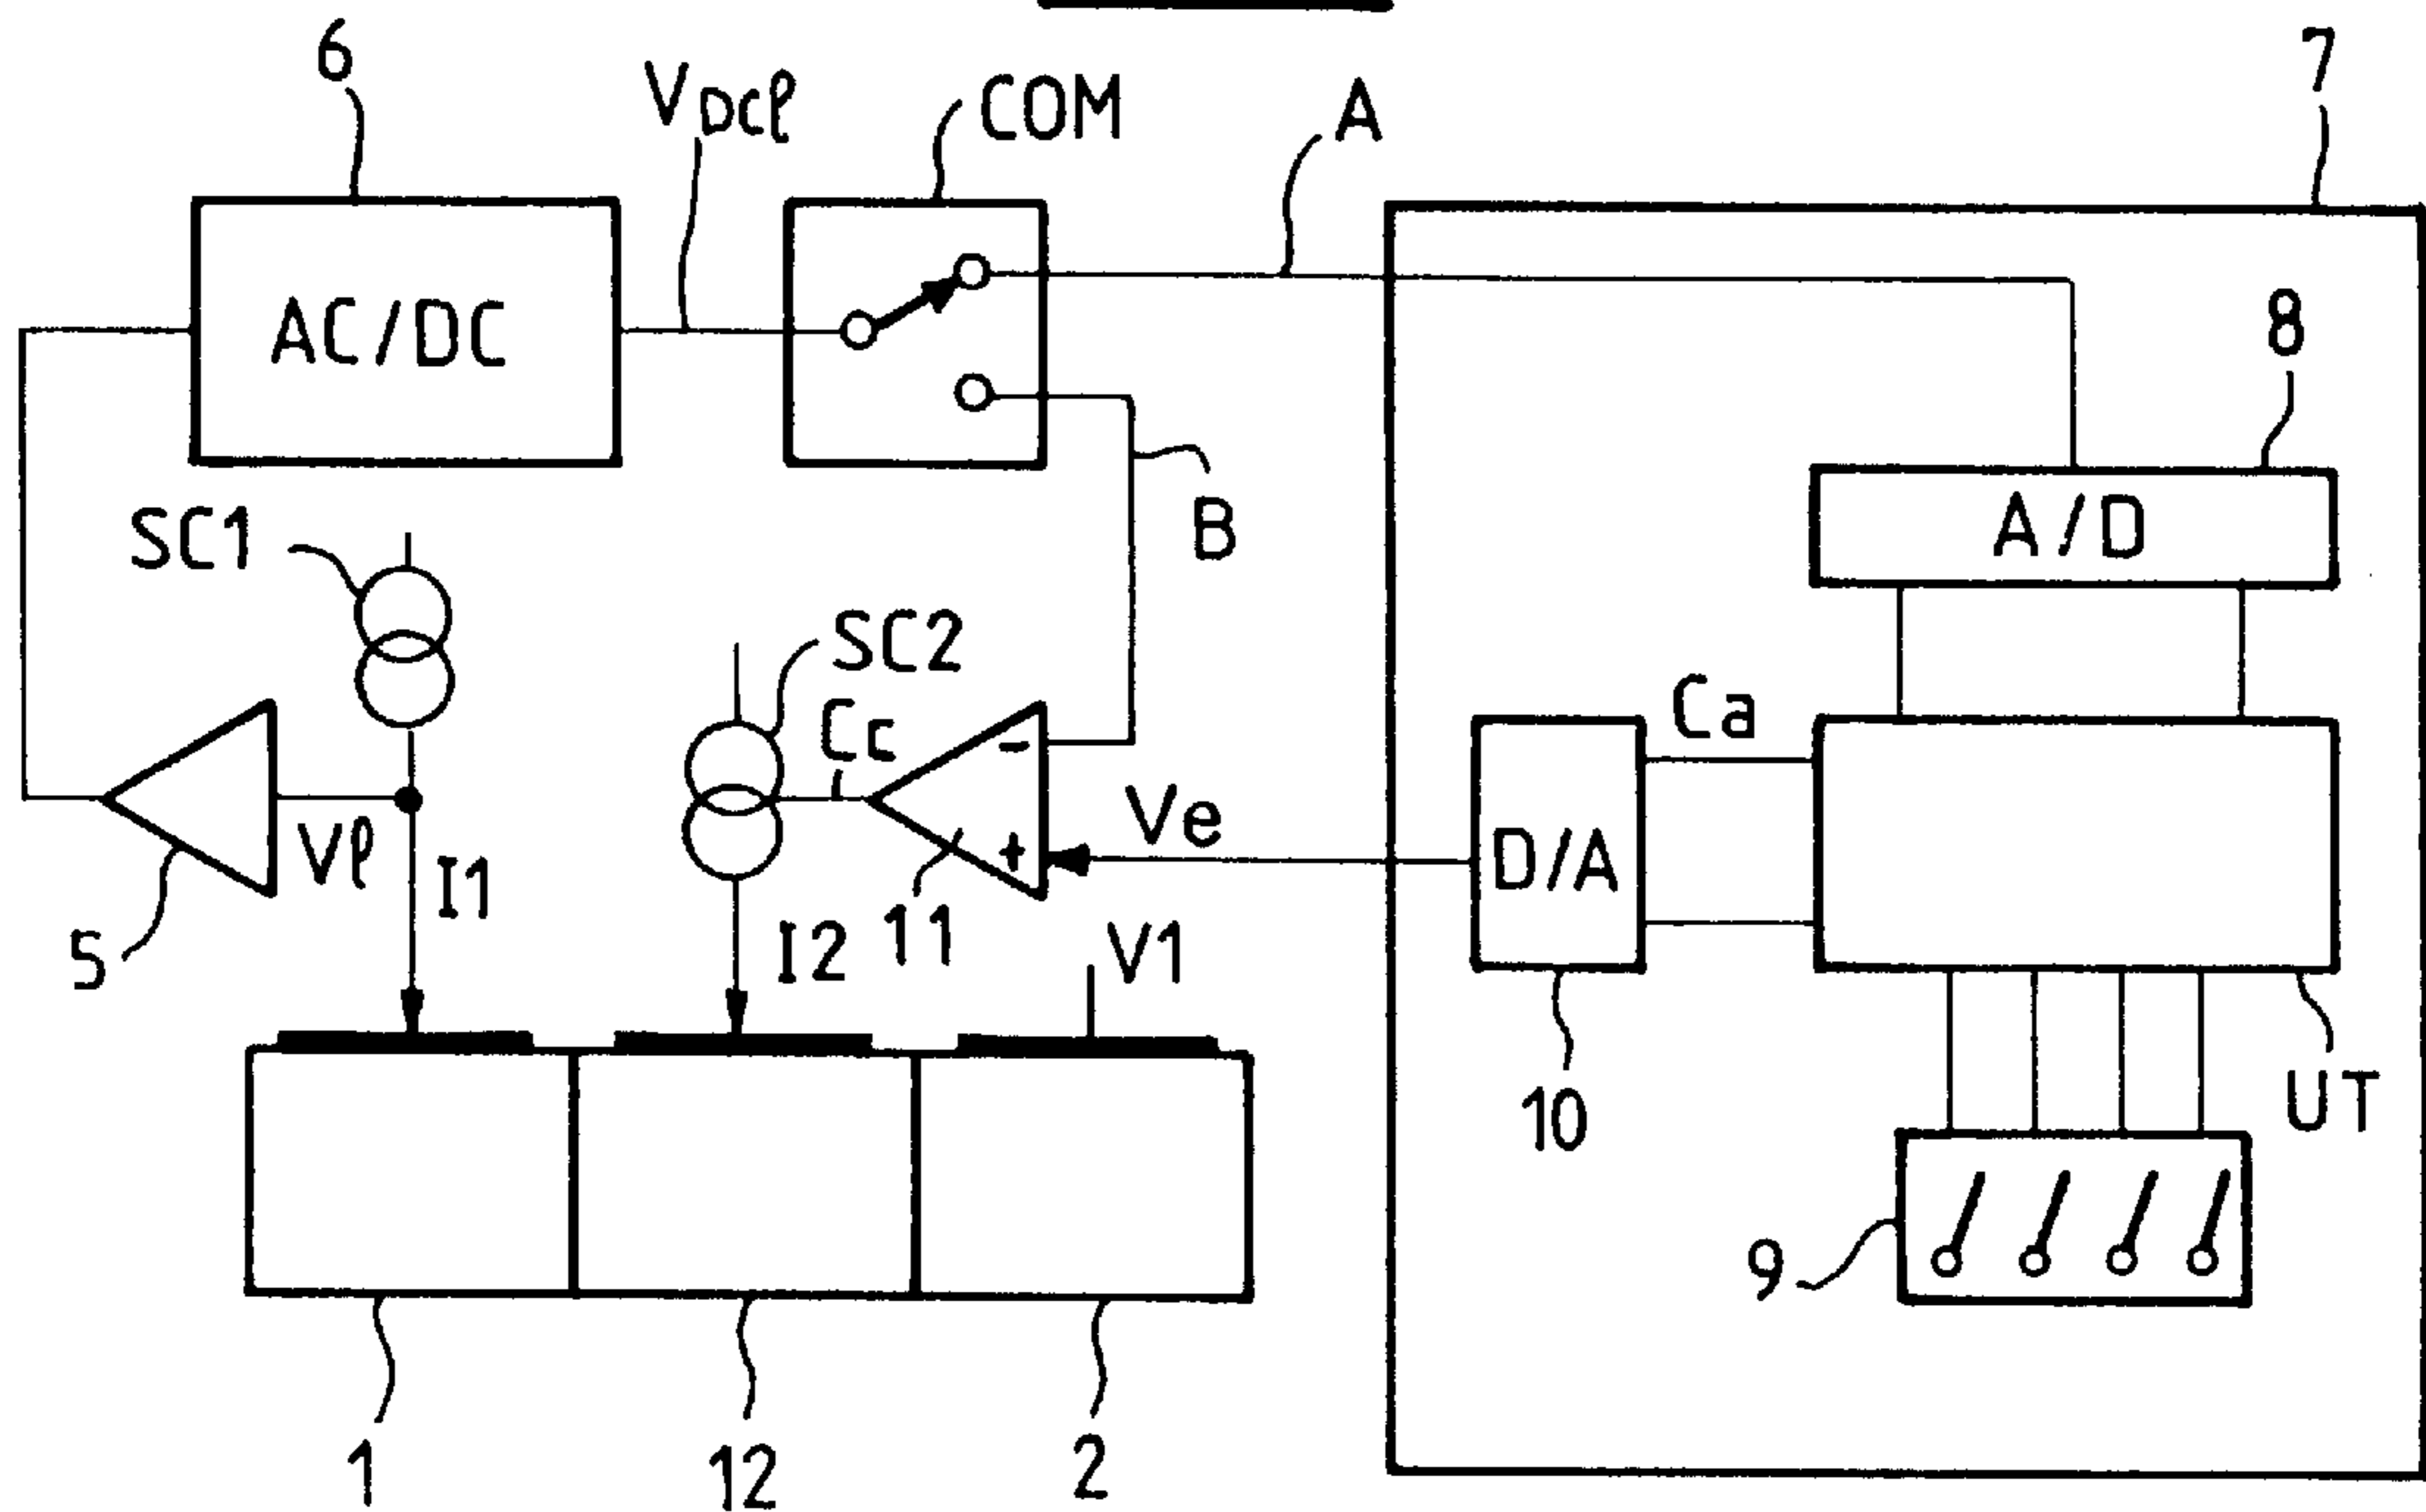 6
V DCℓ
COM
A
7
AC/DC
8
SC1
B
A/D
SC2
Cc
-
Ca
Ve
+
D/A
Vℓ
I1
5
I2
11
V1
10
UT
9
1
12
2